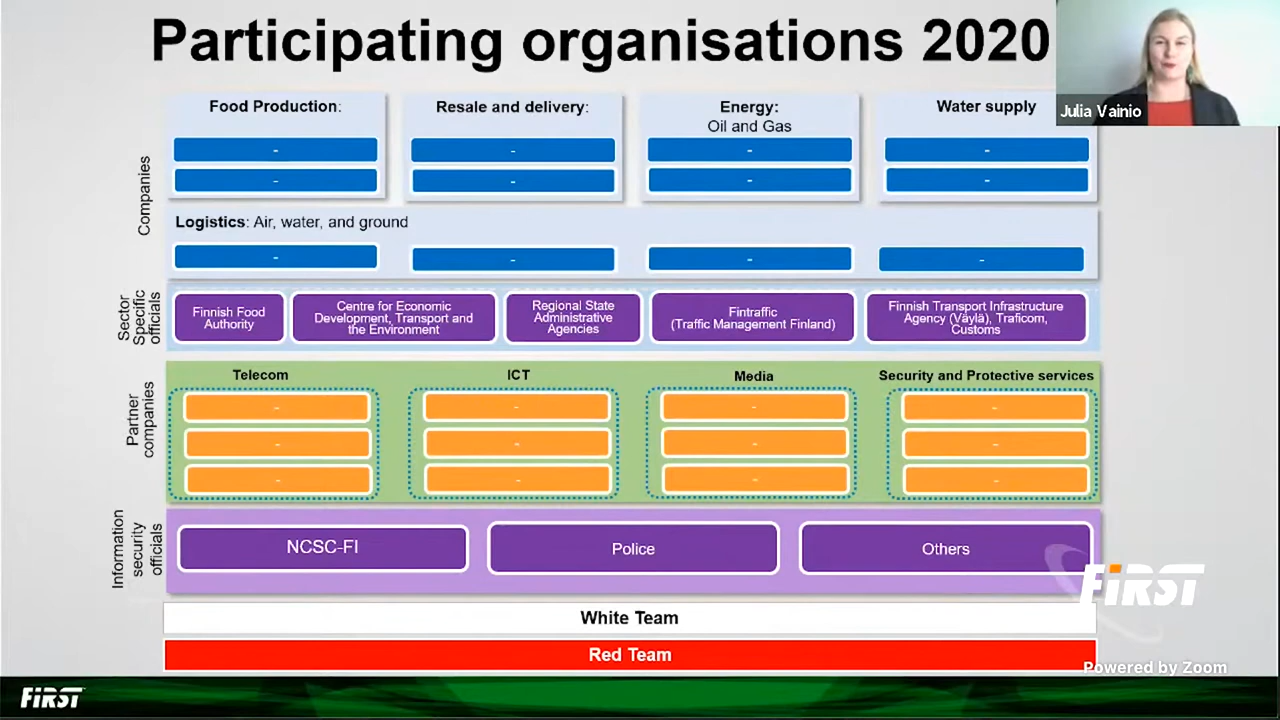 Participating organisations 2020
Julia Vainio
Companies
Food Production:
-
-
Resale and delivery:
-
-
Energy:
Oil and Gas
-
-
Water supply
-
-
Logistics: Air, water, and ground
-
-
-
-
Sector
Specific
officials
Finnish Food
Authority
Centre for Economic
Development, Transport and
the Environment
Regional State
Administrative
Agencies
Fintraffic
(Traffic Management Finland)
Finnish Transport Infrastructure
Agency (Väylä), Traficom,
Customs
Partner
companies
Telecom
-
-
-
ICT
-
-
-
Media
-
-
-
Security and Protective services
-
-
-
Information
security
officials
NCSC-FI
Police
Others
FiRST
White Team
Red Team
Powered by Zoom
FiRST